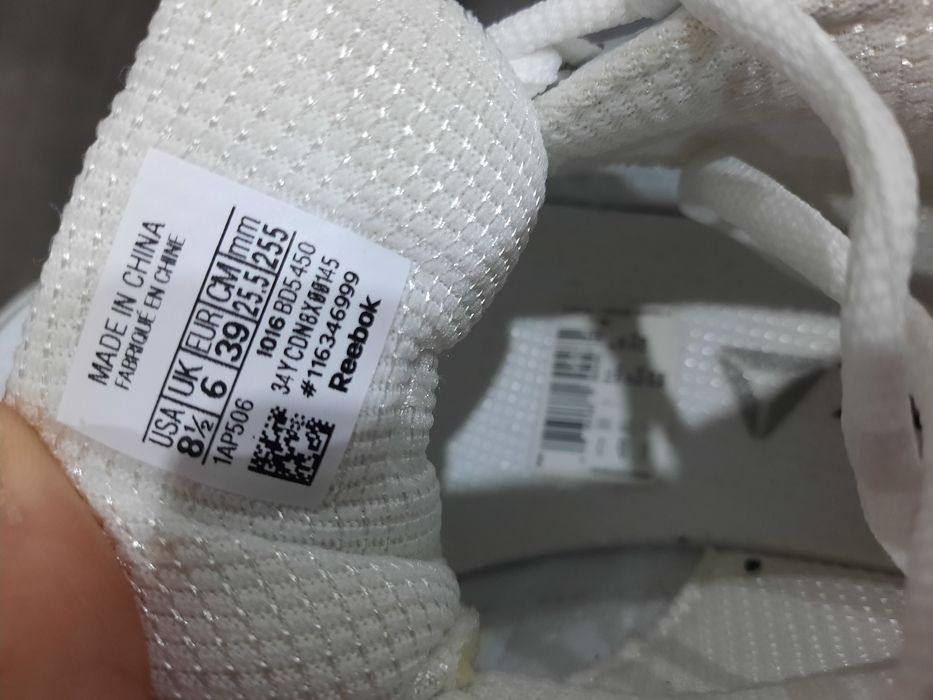 MADE IN CHINA
FABRIQUÉ EN CHINE
USA UK EUR CM mm
8½ 6 39 25.5 255
1AP506 1016 BD5450
34YCDN8X00145
#116346999
Reebok